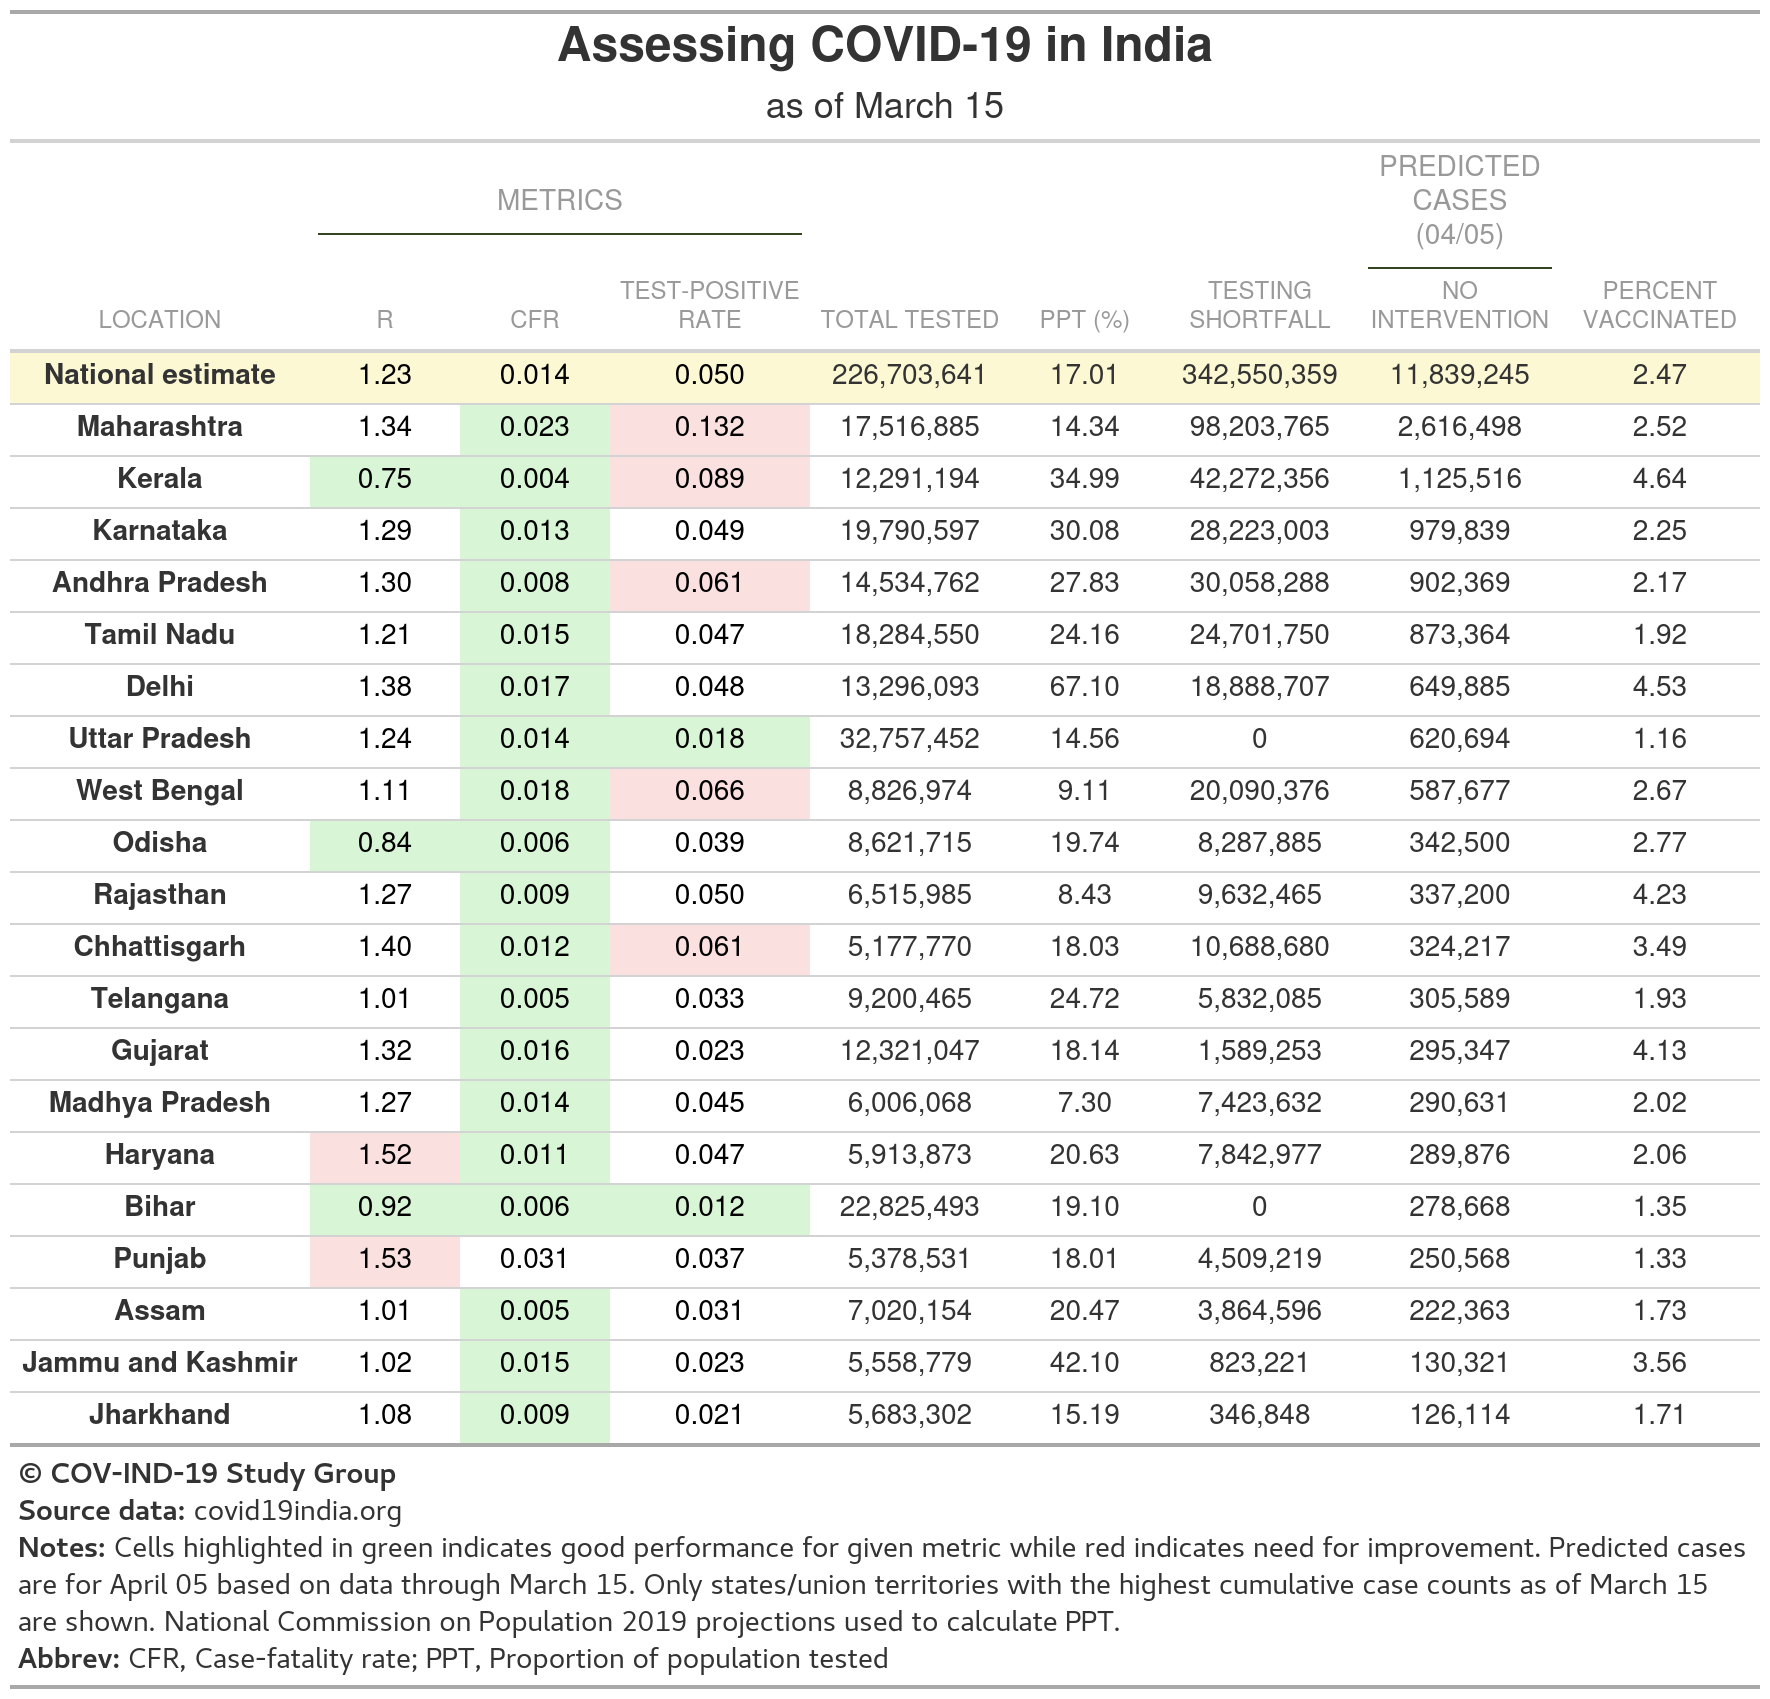 Assessing COVID-19 in India
as of March 15
METRICS
PREDICTED
CASES
(04/05)
LOCATION R CFR TEST-POSITIVE RATE TOTAL TESTED PPT (%) TESTING SHORTFALL NO INTERVENTION PERCENT VACCINATED
National estimate 1.23 0.014 0.050 226,703,641 17.01 342,550,359 11,839,245 2.47
Maharashtra 1.34 0.023 0.132 17,516,885 14.34 98,203,765 2,616,498 2.52
Kerala 0.75 0.004 0.089 12,291,194 34.99 42,272,356 1,125,516 4.64
Karnataka 1.29 0.013 0.049 19,790,597 30.08 28,223,003 979,839 2.25
Andhra Pradesh 1.30 0.008 0.061 14,534,762 27.83 30,058,288 902,369 2.17
Tamil Nadu 1.21 0.015 0.047 18,284,550 24.16 24,701,750 873,364 1.92
Delhi 1.38 0.017 0.048 13,296,093 67.10 18,888,707 649,885 4.53
Uttar Pradesh 1.24 0.014 0.018 32,757,452 14.56 0 620,694 1.16
West Bengal 1.11 0.018 0.066 8,826,974 9.11 20,090,376 587,677 2.67
Odisha 0.84 0.006 0.039 8,621,715 19.74 8,287,885 342,500 2.77
Rajasthan 1.27 0.009 0.050 6,515,985 8.43 9,632,465 337,200 4.23
Chhattisgarh 1.40 0.012 0.061 5,177,770 18.03 10,688,680 324,217 3.49
Telangana 1.01 0.005 0.033 9,200,465 24.72 5,832,085 305,589 1.93
Gujarat 1.32 0.016 0.023 12,321,047 18.14 1,589,253 295,347 4.13
Madhya Pradesh 1.27 0.014 0.045 6,006,068 7.30 7,423,632 290,631 2.02
Haryana 1.52 0.011 0.047 5,913,873 20.63 7,842,977 289,876 2.06
Bihar 0.92 0.006 0.012 22,825,493 19.10 0 278,668 1.35
Punjab 1.53 0.031 0.037 5,378,531 18.01 4,509,219 250,568 1.33
Assam 1.01 0.005 0.031 7,020,154 20.47 3,864,596 222,363 1.73
Jammu and Kashmir 1.02 0.015 0.023 5,558,779 42.10 823,221 130,321 3.56
Jharkhand 1.08 0.009 0.021 5,683,302 15.19 346,848 126,114 1.71
© COV-IND-19 Study Group
Source data: covid19india.org
Notes: Cells highlighted in green indicates good performance for given metric while red indicates need for improvement. Predicted cases
are for April 05 based on data through March 15. Only states/union territories with the highest cumulative case counts as of March 15
are shown. National Commission on Population 2019 projections used to calculate PPT.
Abbrev: CFR, Case-fatality rate; PPT, Proportion of population tested